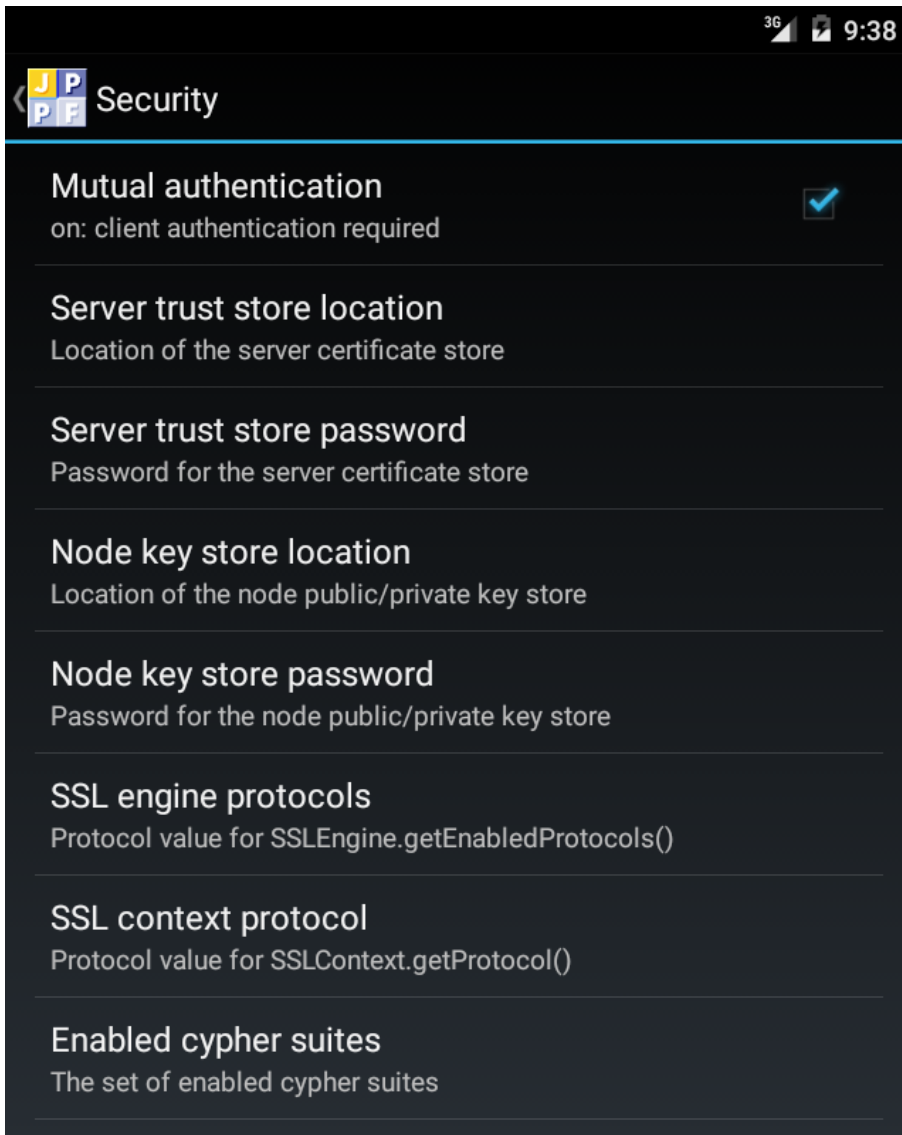 3G 9:38
J P
P F
Security
Mutual authentication
on: client authentication required
Server trust store location
Location of the server certificate store
Server trust store password
Password for the server certificate store
Node key store location
Location of the node public/private key store
Node key store password
Password for the node public/private key store
SSL engine protocols
Protocol value for SSLEngine.getEnabledProtocols()
SSL context protocol
Protocol value for SSLContext.getProtocol()
Enabled cypher suites
The set of enabled cypher suites